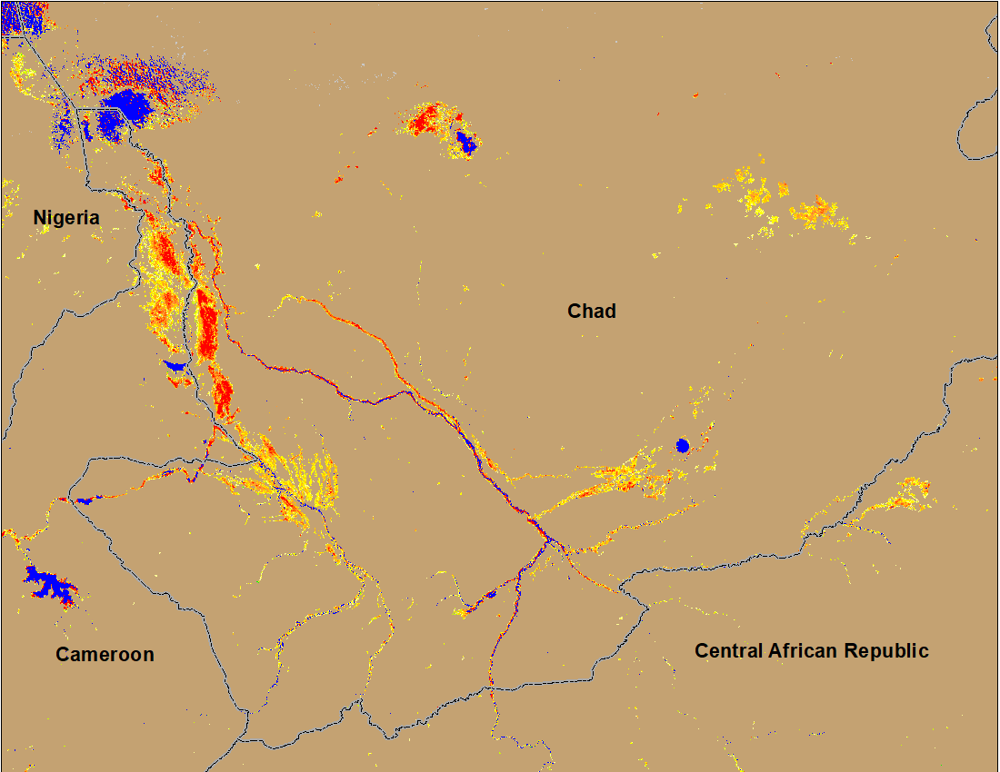 Nigeria
Chad
Cameroon
Central African Republic